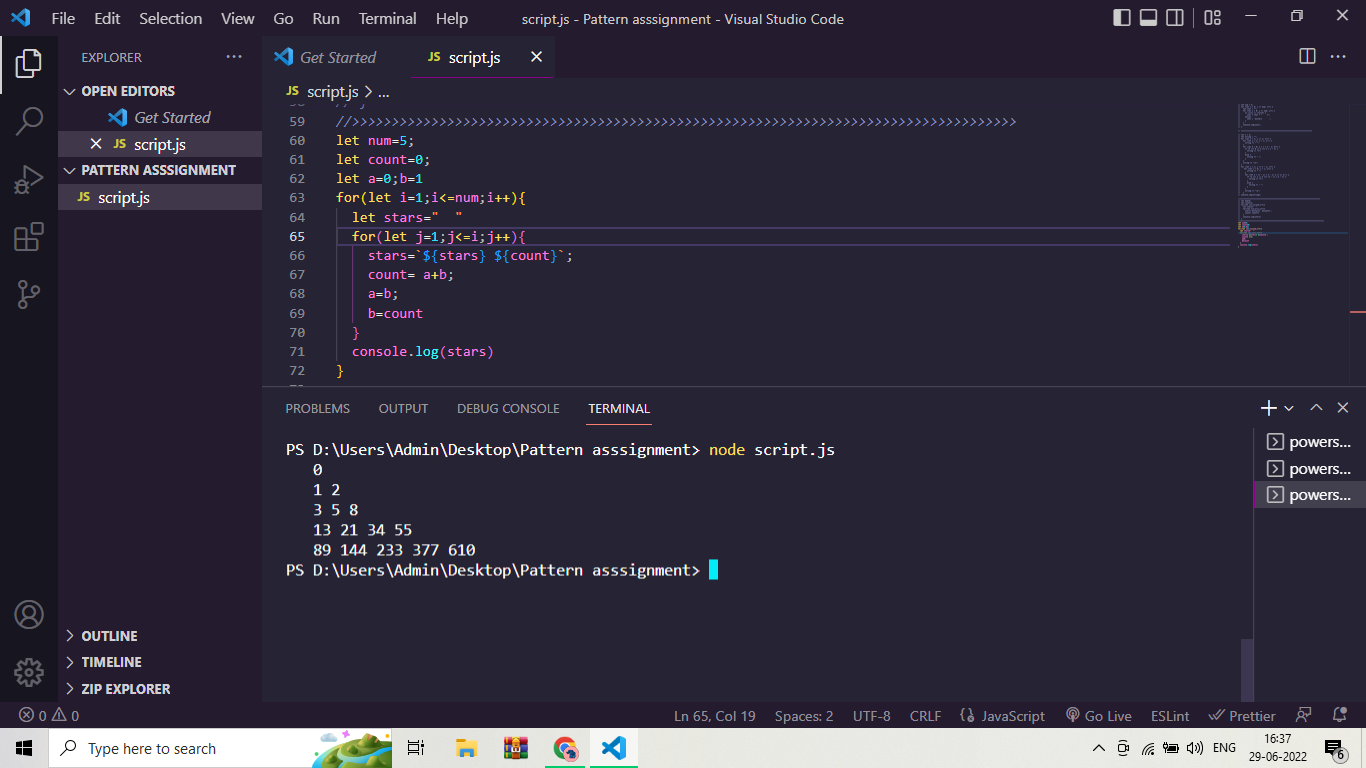 File Edit Selection View Go Run Terminal Help
script.js - Pattern asssignment - Visual Studio Code
EXPLORER
OPEN EDITORS
Get Started
JS script.js
PATTERN ASSSIGNMENT
JS script.js
OUTLINE
TIMELINE
ZIP EXPLORER
Get Started
JS script.js
JS script.js > ...
59 //>>>>>>>>>>>>>>>>>>>>>>>>>>>>>>>>>>>>>>>>>>>>>>>>>>>>>>>>>>>>>>>>>>>>>>>>>>>>>>>>>>>>
60 let num=5;
61 let count=0;
62 let a=0;b=1
63 for(let i=1;i<=num;i++){
64 let stars="  "
65 for(let j=1;j<=i;j++){
66 stars=`${stars} ${count}`;
67 count= a+b;
68 a=b;
69 b=count
70 }
71 console.log(stars)
72 }
PROBLEMS OUTPUT DEBUG CONSOLE TERMINAL
PS D:\Users\Admin\Desktop\Pattern asssignment> node script.js
0
1 2
3 5 8
13 21 34 55
89 144 233 377 610
PS D:\Users\Admin\Desktop\Pattern asssignment>
powers...
powers...
powers...
0 0
Ln 65, Col 19 Spaces: 2 UTF-8 CRLF {} JavaScript Go Live ESLint Prettier
Type here to search
ENG
16:37
29-06-2022
6